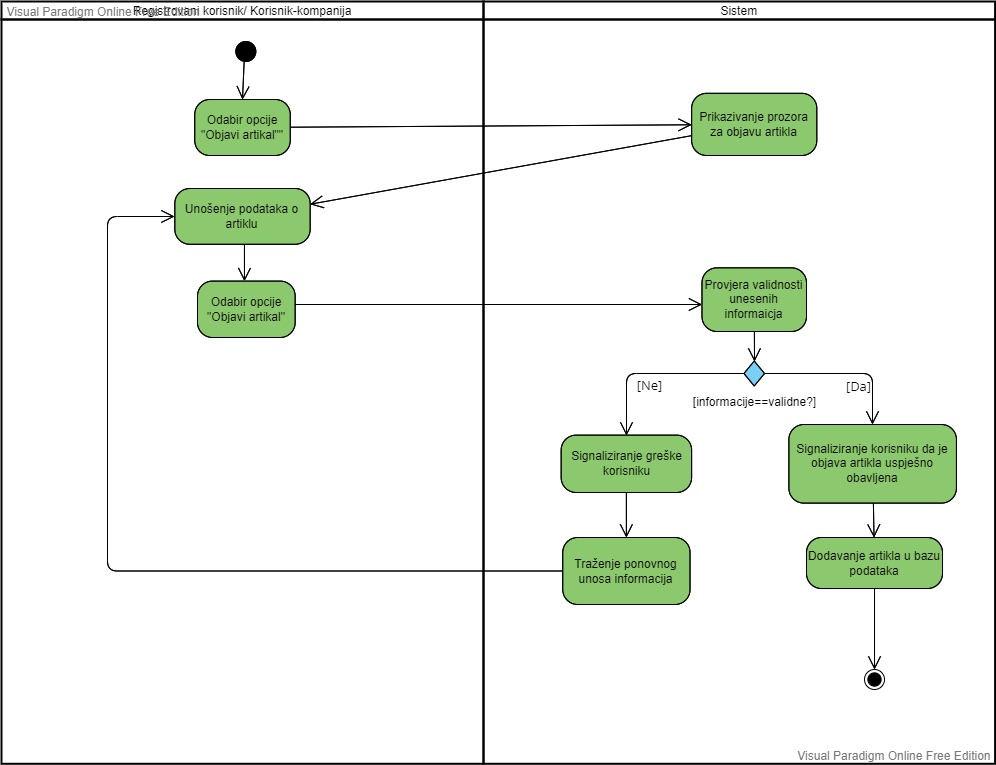 Visual Paradigm Online Free Edition
Registrovani korisnik/ Korisnik-kompanija
Sistem
Odabir opcije
"Objavi artikal""
Prikazivanje prozora
za objavu artikla
Unošenje podataka o
artiklu
Odabir opcije
"Objavi artikal"
Provjera validnosti
unesenih
informaicja
[Ne]
[Da]
[informacije==validne?]
Signaliziranje greške
korisniku
Signaliziranje korisniku da je
objava artikla uspješno
obavljena
Traženje ponovnog
unosa informacija
Dodavanje artikla u bazu
podataka
Visual Paradigm Online Free Edition